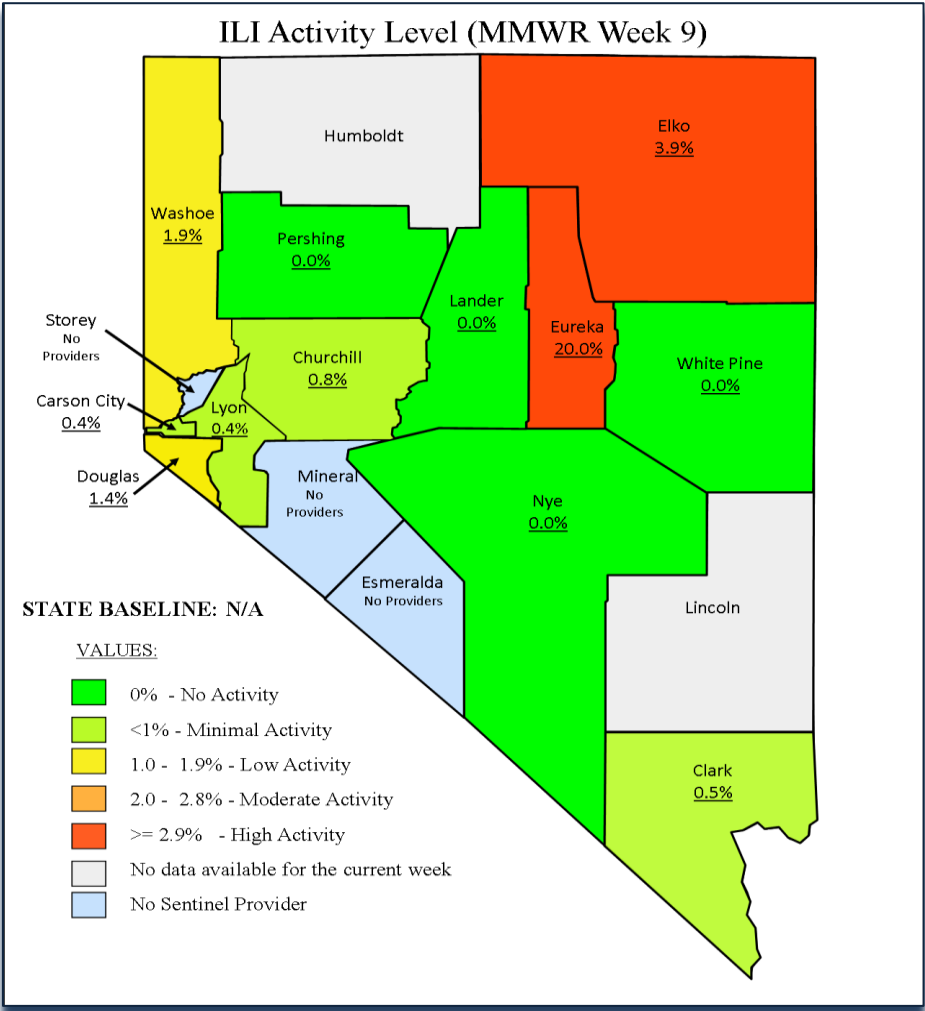 ILI Activity Level (MMWR Week 9)
Humboldt
Elko
3.9%
Washoe
1.9%
Pershing
0.0%
Lander
0.0%
Storey
No
Providers
Eureka
20.0%
Churchill
0.8%
White Pine
0.0%
Carson City
0.4%
Lyon
0.4%
Douglas
1.4%
Mineral
No
Providers
Nye
0.0%
Esmeralda
No Providers
Lincoln
STATE BASELINE: N/A
VALUES:
0% - No Activity
<1% - Minimal Activity
1.0 - 1.9% - Low Activity
2.0 - 2.8% - Moderate Activity
>= 2.9% - High Activity
No data available for the current week
No Sentinel Provider
Clark
0.5%